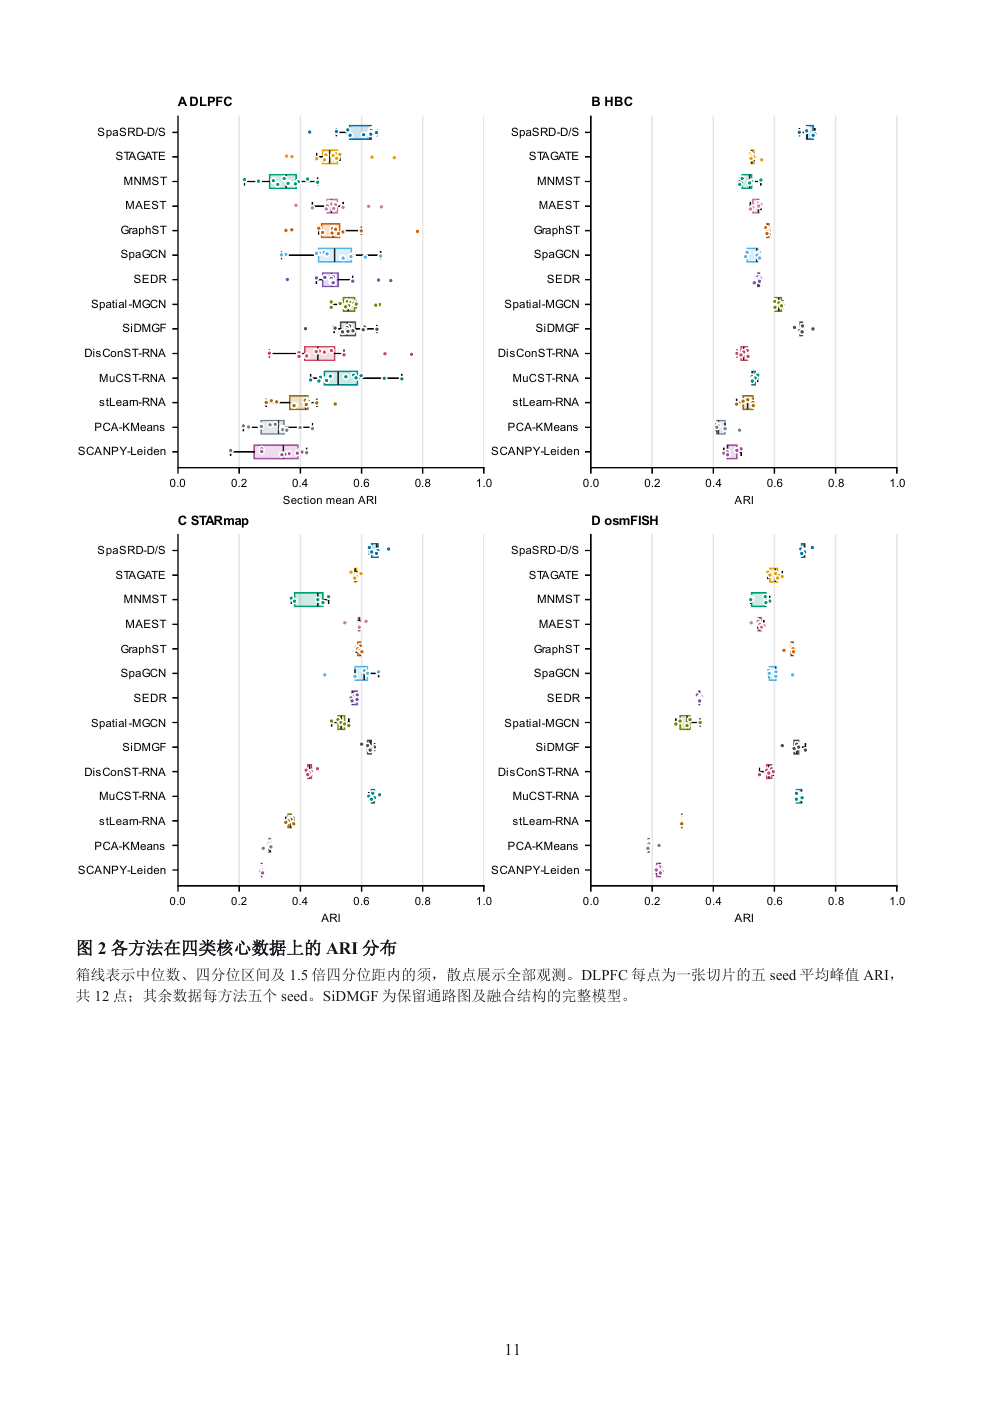 A DLPFC
SpaSRD-D/S
STAGATE
MNMST
MAEST
GraphST
SpaGCN
SEDR
Spatial-MGCN
SiDMGF
DisConST-RNA
MuCST-RNA
stLearn-RNA
PCA-KMeans
SCANPY-Leiden
0.0 0.2 0.4 0.6 0.8 1.0
Section mean ARI
B HBC
SpaSRD-D/S
STAGATE
MNMST
MAEST
GraphST
SpaGCN
SEDR
Spatial-MGCN
SiDMGF
DisConST-RNA
MuCST-RNA
stLearn-RNA
PCA-KMeans
SCANPY-Leiden
0.0 0.2 0.4 0.6 0.8 1.0
ARI
C STARmap
SpaSRD-D/S
STAGATE
MNMST
MAEST
GraphST
SpaGCN
SEDR
Spatial-MGCN
SiDMGF
DisConST-RNA
MuCST-RNA
stLearn-RNA
PCA-KMeans
SCANPY-Leiden
0.0 0.2 0.4 0.6 0.8 1.0
ARI
D osmFISH
SpaSRD-D/S
STAGATE
MNMST
MAEST
GraphST
SpaGCN
SEDR
Spatial-MGCN
SiDMGF
DisConST-RNA
MuCST-RNA
stLearn-RNA
PCA-KMeans
SCANPY-Leiden
0.0 0.2 0.4 0.6 0.8 1.0
ARI
图 2 各方法在四类核心数据上的 ARI 分布
箱线表示中位数、四分位区间及 1.5 倍四分位距内的须，散点展示全部观测。DLPFC 每点为一张切片的五 seed 平均峰值 ARI，
共 12 点；其余数据每方法五个 seed。SiDMGF 为保留通路图及融合结构的完整模型。
11